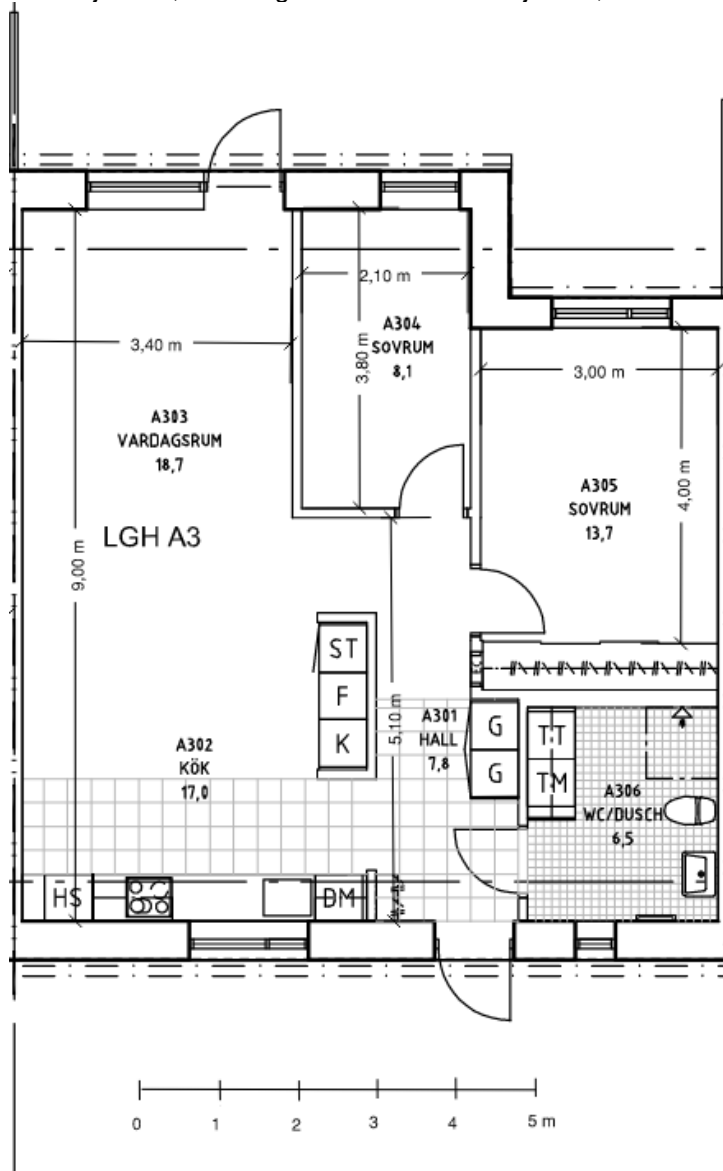 2,10 m
3,40 m
3,80 m
A304
SOVRUM
8,1
3,00 m
A303
VARDAGSRUM
18,7
A305
SOVRUM
13,7
4,00 m
LGH A3
9,00 m
ST
F
K
A302
KÖK
17,0
5,10 m
A301
HALL
7,8
G
G
TT
TM
A306
WC/DUSCH
6,5
HS
DM
0 1 2 3 4 5 m